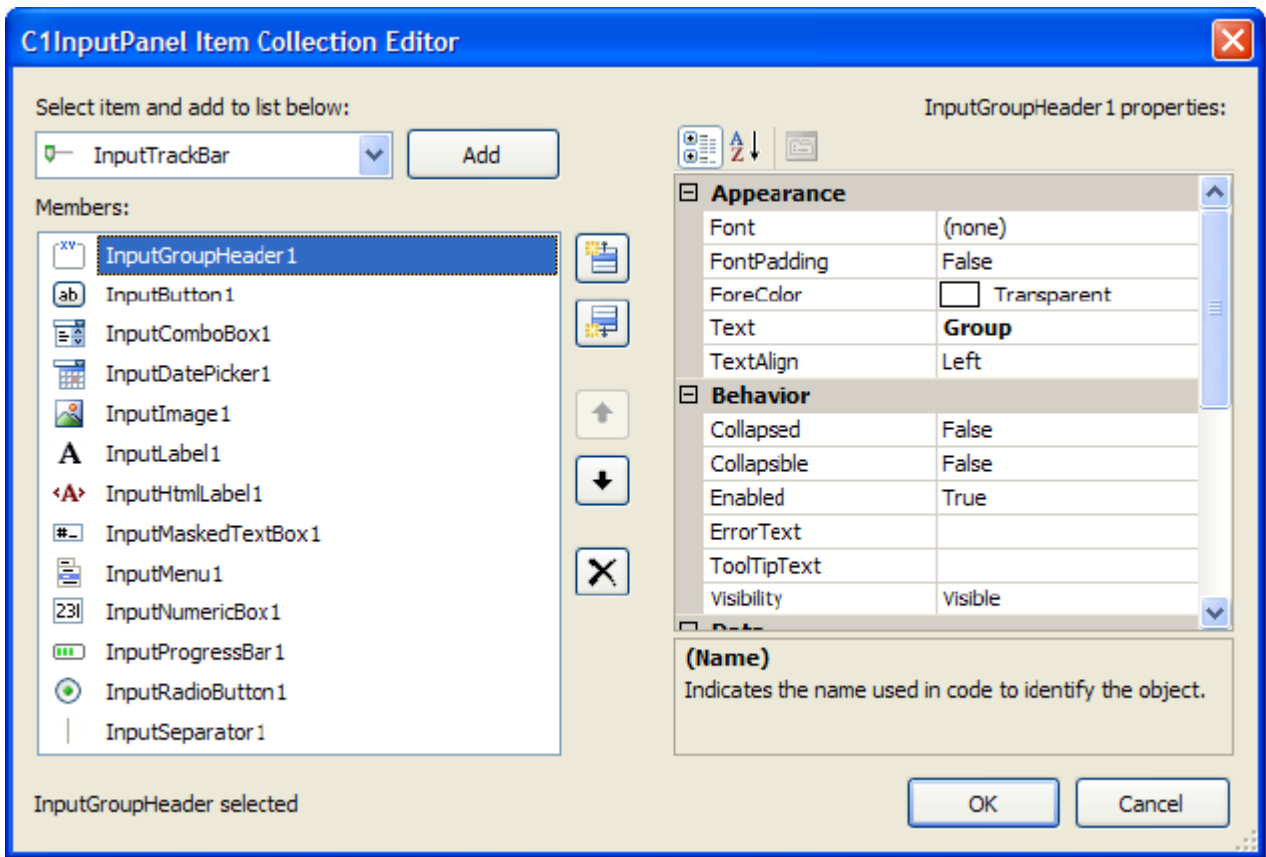 C1InputPanel Item Collection Editor
Select item and add to list below:
InputTrackBar
Add
Members:
InputGroupHeader1
InputButton1
InputComboBox1
InputDatePicker1
InputImage1
InputLabel1
InputHtmlLabel1
InputMaskedTextBox1
InputMenu1
InputNumericBox1
InputProgressBar1
InputRadioButton1
InputSeparator1
InputGroupHeader selected
InputGroupHeader1 properties:
Appearance
Font (none)
FontPadding False
ForeColor Transparent
Text Group
TextAlign Left
Behavior
Collapsed False
Collapsible False
Enabled True
ErrorText
ToolTipText
Visibility Visible
Data
(Name)
Indicates the name used in code to identify the object.
OK
Cancel